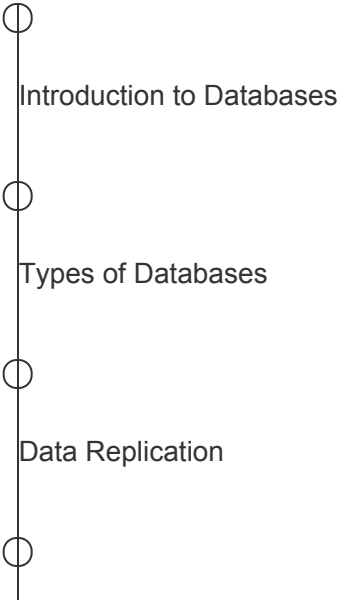 Introduction to Databases
Types of Databases
Data Replication